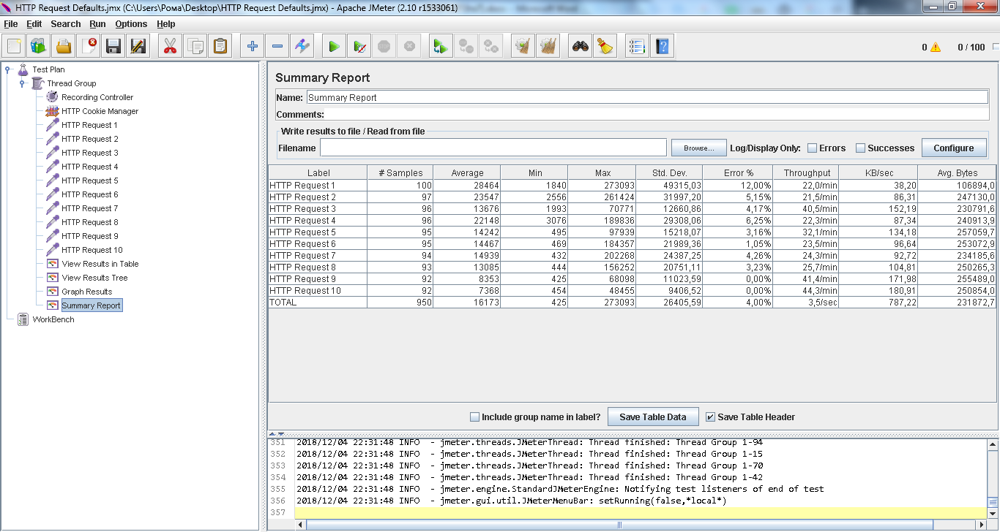 HTTP Request Defaults.jmx (C:\Users\Рома\Desktop\HTTP Request Defaults.jmx) - Apache JMeter (2.10 r1533061)
File Edit Search Run Options Help
0 0 / 100
Test Plan
Thread Group
Recording Controller
HTTP Cookie Manager
HTTP Request 1
HTTP Request 2
HTTP Request 3
HTTP Request 4
HTTP Request 5
HTTP Request 6
HTTP Request 7
HTTP Request 8
HTTP Request 9
HTTP Request 10
View Results in Table
View Results Tree
Graph Results
Summary Report
WorkBench
Summary Report
Name: Summary Report
Comments:
Write results to file / Read from file
Filename Browse... Log/Display Only: Errors Successes Configure
Label # Samples Average Min Max Std. Dev. Error % Throughput KB/sec Avg. Bytes
HTTP Request 1 100 28464 1840 273093 49315,03 12,00% 22,0/min 38,20 106894,0
HTTP Request 2 97 23547 2556 261424 31997,20 5,15% 21,5/min 86,31 247130,0
HTTP Request 3 96 13676 1993 70771 12660,86 4,17% 40,5/min 152,19 230791,6
HTTP Request 4 96 22148 3076 189836 29308,06 6,25% 22,3/min 87,34 240913,9
HTTP Request 5 95 14242 495 97939 15218,07 3,16% 32,1/min 134,18 257059,7
HTTP Request 6 95 14467 469 184357 21989,36 1,05% 23,5/min 96,64 253072,9
HTTP Request 7 94 14939 432 202268 24387,25 4,26% 24,3/min 92,72 234185,6
HTTP Request 8 93 13085 444 156252 20751,11 3,23% 25,7/min 104,81 250265,3
HTTP Request 9 92 8353 425 68098 11023,59 0,00% 41,4/min 171,98 255489,0
HTTP Request 10 92 7368 454 48455 9406,52 0,00% 44,3/min 180,91 250854,0
TOTAL 950 16173 425 273093 26405,59 4,00% 3,5/sec 787,22 231872,7
Include group name in label? Save Table Data Save Table Header
351 2018/12/04 22:31:48 INFO - jmeter.threads.JMeterThread: Thread finished: Thread Group 1-94
352 2018/12/04 22:31:48 INFO - jmeter.threads.JMeterThread: Thread finished: Thread Group 1-15
353 2018/12/04 22:31:48 INFO - jmeter.threads.JMeterThread: Thread finished: Thread Group 1-70
354 2018/12/04 22:31:48 INFO - jmeter.threads.JMeterThread: Thread finished: Thread Group 1-42
355 2018/12/04 22:31:48 INFO - jmeter.engine.StandardJMeterEngine: Notifying test listeners of end of test
356 2018/12/04 22:31:48 INFO - jmeter.gui.util.JMeterMenuBar: setRunning(false,*local*)
357